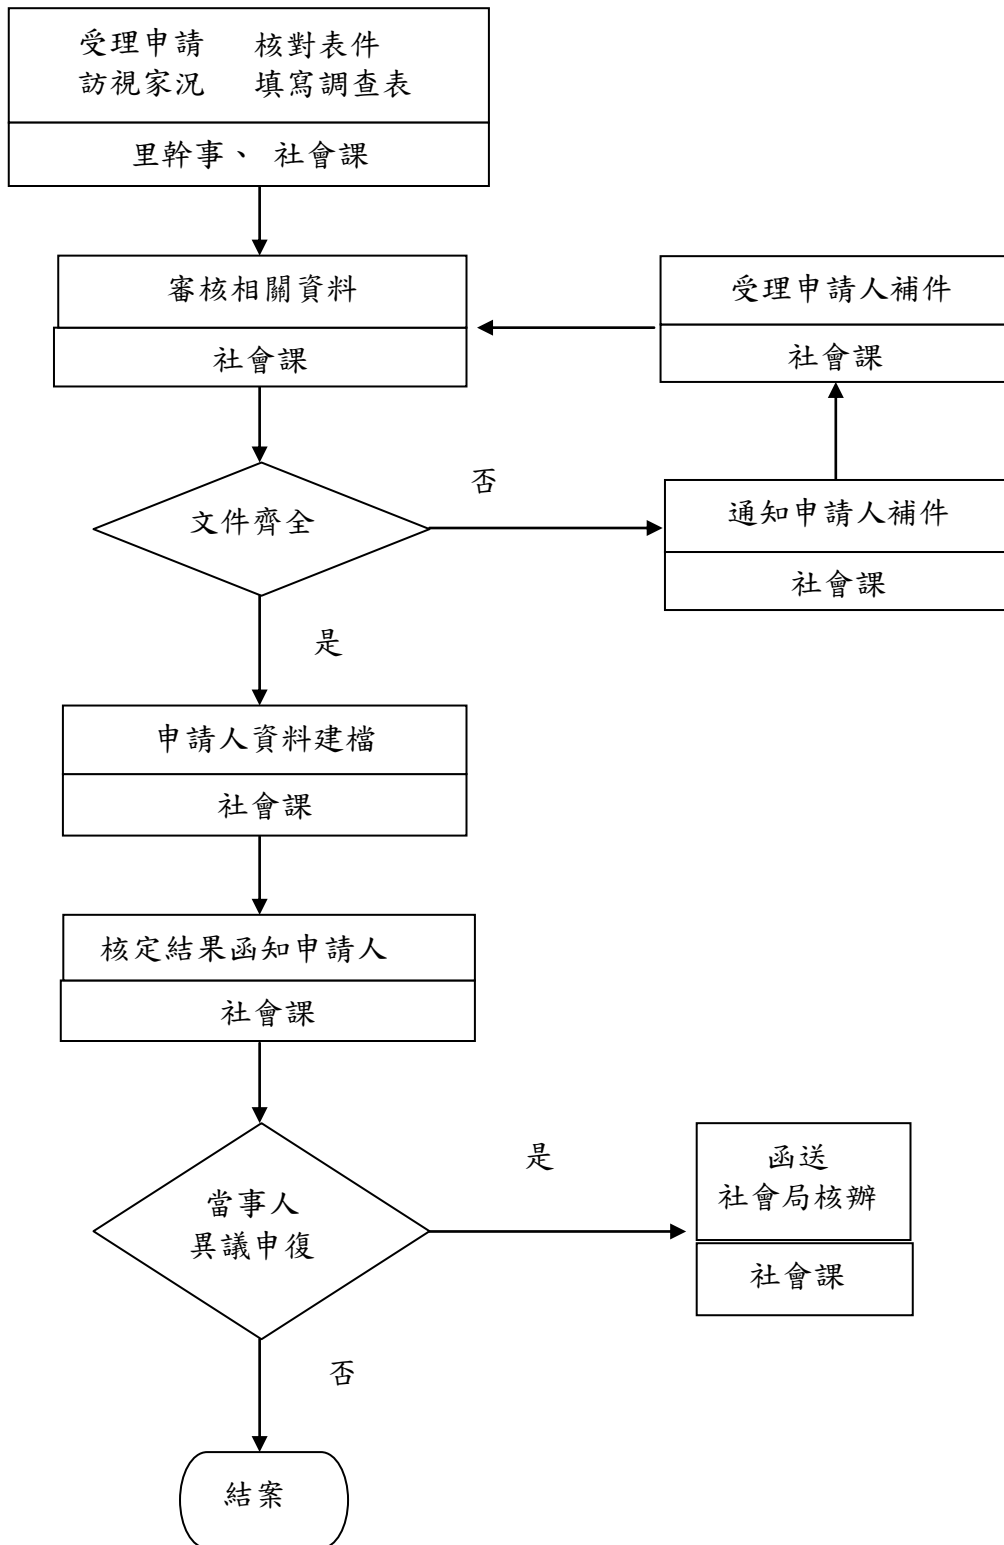 受理申請 核對表件
訪視家況 填寫調查表
里幹事、 社會課
審核相關資料
社會課
受理申請人補件
社會課
文件齊全
否
通知申請人補件
社會課
是
申請人資料建檔
社會課
核定結果函知申請人
社會課
當事人
異議申復
是
函送
社會局核辦
社會課
否
結案